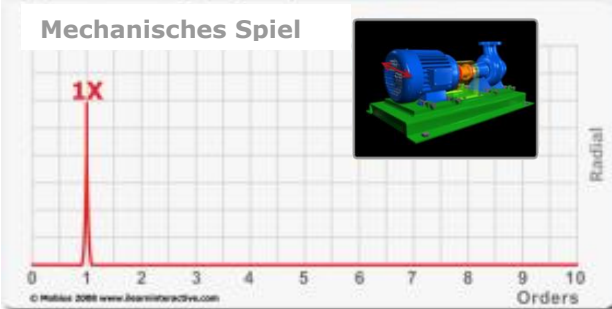 Mechanisches Spiel
1X
Radial
0 1 2 3 4 5 6 7 8 9 10
© Mobius 2008 www.ilearninteractive.com
Orders